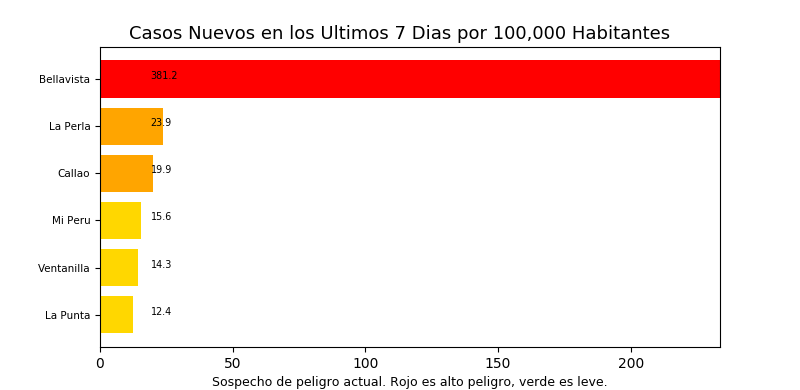 Casos Nuevos en los Ultimos 7 Dias por 100,000 Habitantes
Bellavista 381.2
La Perla 23.9
Callao 19.9
Mi Peru 15.6
Ventanilla 14.3
La Punta 12.4
0 50 100 150 200
Sospecho de peligro actual. Rojo es alto peligro, verde es leve.